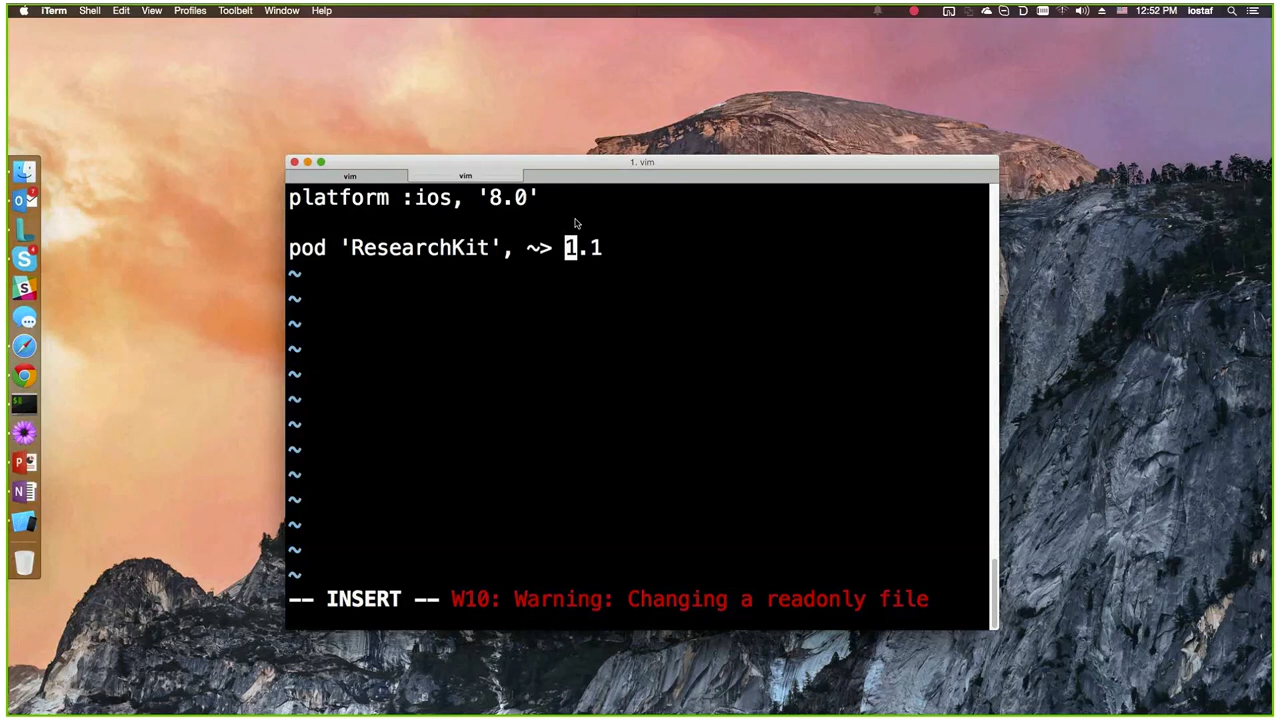 iTerm Shell Edit View Profiles Toolbelt Window Help 12:52 PM lostaf
1. vim
vim vim
platform :ios, '8.0'
pod 'ResearchKit', ~> 1.1
~
~
~
~
~
~
~
~
~
~
~
~
~
-- INSERT -- W10: Warning: Changing a readonly file